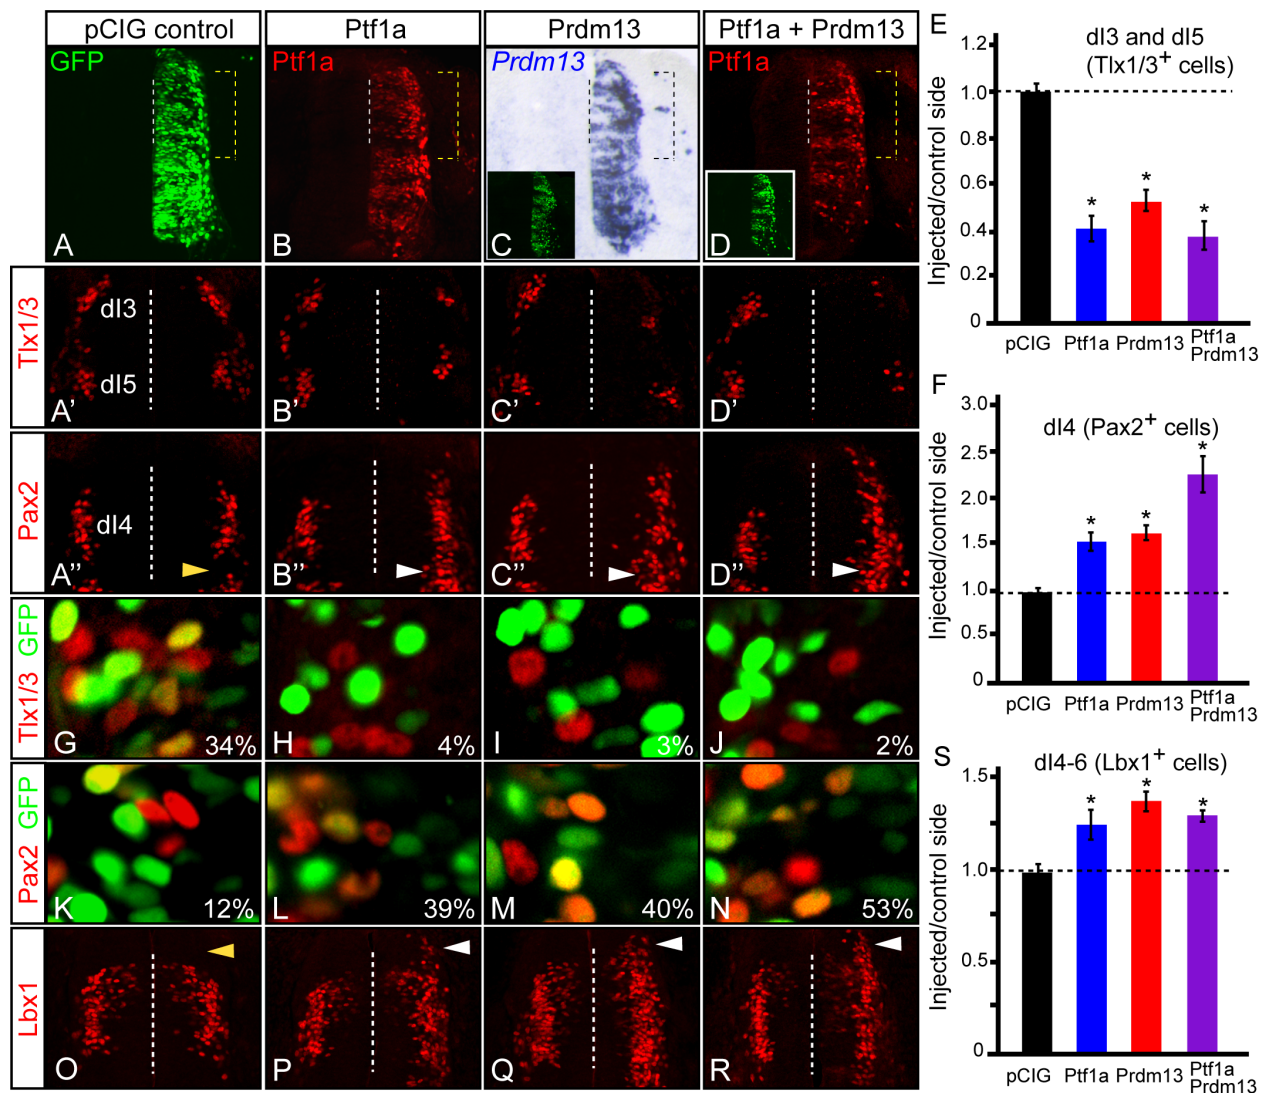 pCIG control
Ptf1a
Prdm13
Ptf1a + Prdm13
GFP
Ptf1a
Prdm13
Ptf1a
A
B
C
D
Tlx1/3
dI3
dI5
A’
B’
C’
D’
Pax2
dI4
A’’
B’’
C’’
D’’
Tlx1/3 GFP
G
34%
H
4%
I
3%
J
2%
Pax2 GFP
K
12%
L
39%
M
40%
N
53%
Lbx1
O
P
Q
R
E
dI3 and dI5
(Tlx1/3+ cells)
Injected/control side
1.2
1.0
0.8
0.6
0.4
0.2
0
*
*
*
pCIG
Ptf1a
Prdm13
Ptf1a
Prdm13
F
dI4 (Pax2+ cells)
Injected/control side
3.0
2.5
2.0
1.5
1.0
0.5
0
*
*
*
pCIG
Ptf1a
Prdm13
Ptf1a
Prdm13
S
dI4-6 (Lbx1+ cells)
Injected/control side
1.5
1.0
0.5
0
*
*
*
pCIG
Ptf1a
Prdm13
Ptf1a
Prdm13